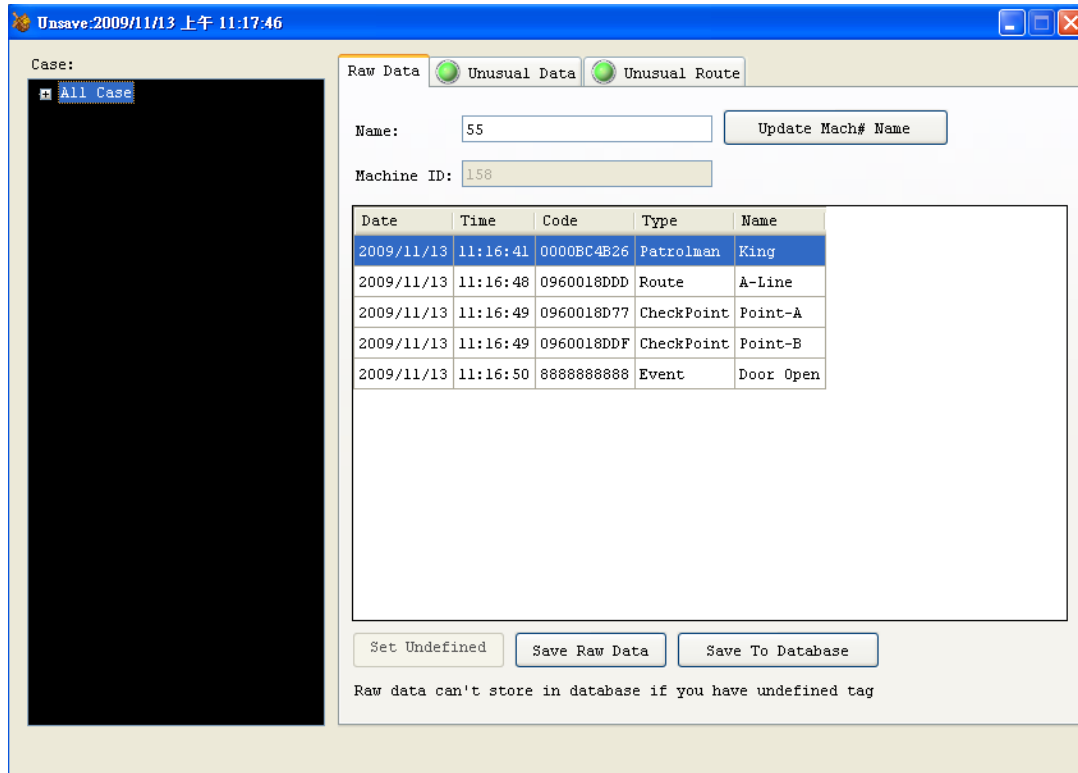 Unsave:2009/11/13 上午 11:17:46
Case:
All Case
Raw Data Unusual Data Unusual Route
Name: 55 Update Mach# Name
Machine ID: 158
Date Time Code Type Name
2009/11/13 11:16:41 0000BC4B26 Patrolman King
2009/11/13 11:16:48 0960018DDD Route A-Line
2009/11/13 11:16:49 0960018D77 CheckPoint Point-A
2009/11/13 11:16:49 0960018DDF CheckPoint Point-B
2009/11/13 11:16:50 8888888888 Event Door Open
Set Undefined Save Raw Data Save To Database
Raw data can't store in database if you have undefined tag